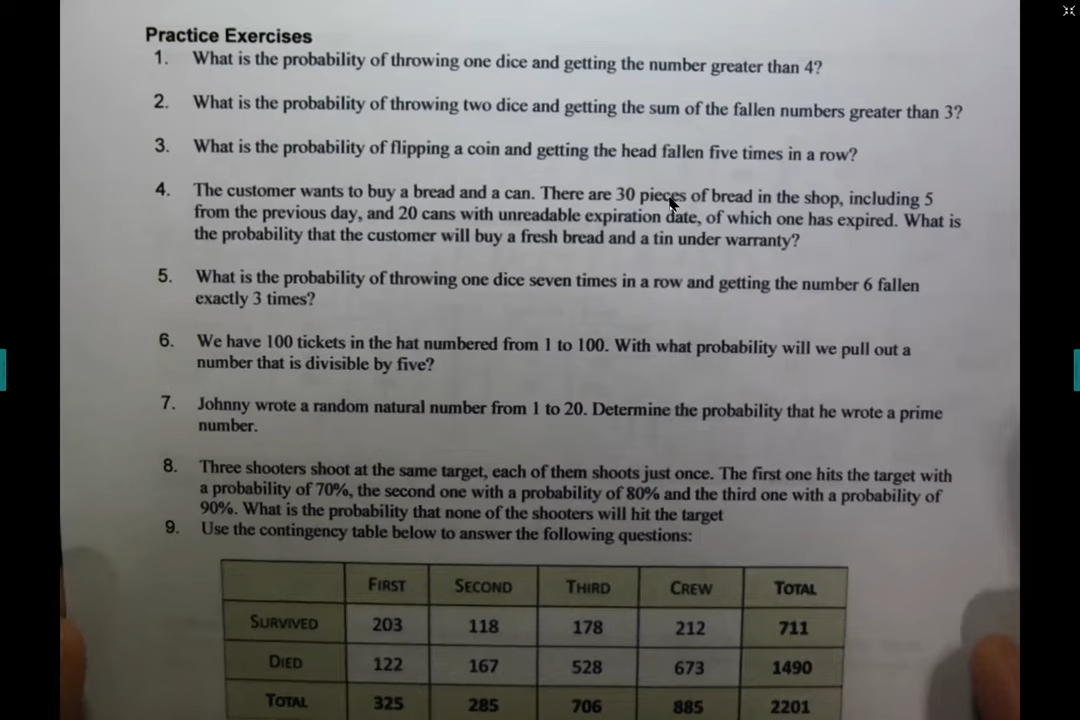 Practice Exercises
1. What is the probability of throwing one dice and getting the number greater than 4?
2. What is the probability of throwing two dice and getting the sum of the fallen numbers greater than 3?
3. What is the probability of flipping a coin and getting the head fallen five times in a row?
4. The customer wants to buy a bread and a can. There are 30 pieces of bread in the shop, including 5
from the previous day, and 20 cans with unreadable expiration date, of which one has expired. What is
the probability that the customer will buy a fresh bread and a tin under warranty?
5. What is the probability of throwing one dice seven times in a row and getting the number 6 fallen
exactly 3 times?
6. We have 100 tickets in the hat numbered from 1 to 100. With what probability will we pull out a
number that is divisible by five?
7. Johnny wrote a random natural number from 1 to 20. Determine the probability that he wrote a prime
number.
8. Three shooters shoot at the same target, each of them shoots just once. The first one hits the target with
a probability of 70%, the second one with a probability of 80% and the third one with a probability of
90%. What is the probability that none of the shooters will hit the target
9. Use the contingency table below to answer the following questions:
FIRST SECOND THIRD CREW TOTAL
SURVIVED 203 118 178 212 711
DIED 122 167 528 673 1490
TOTAL 325 285 706 885 2201